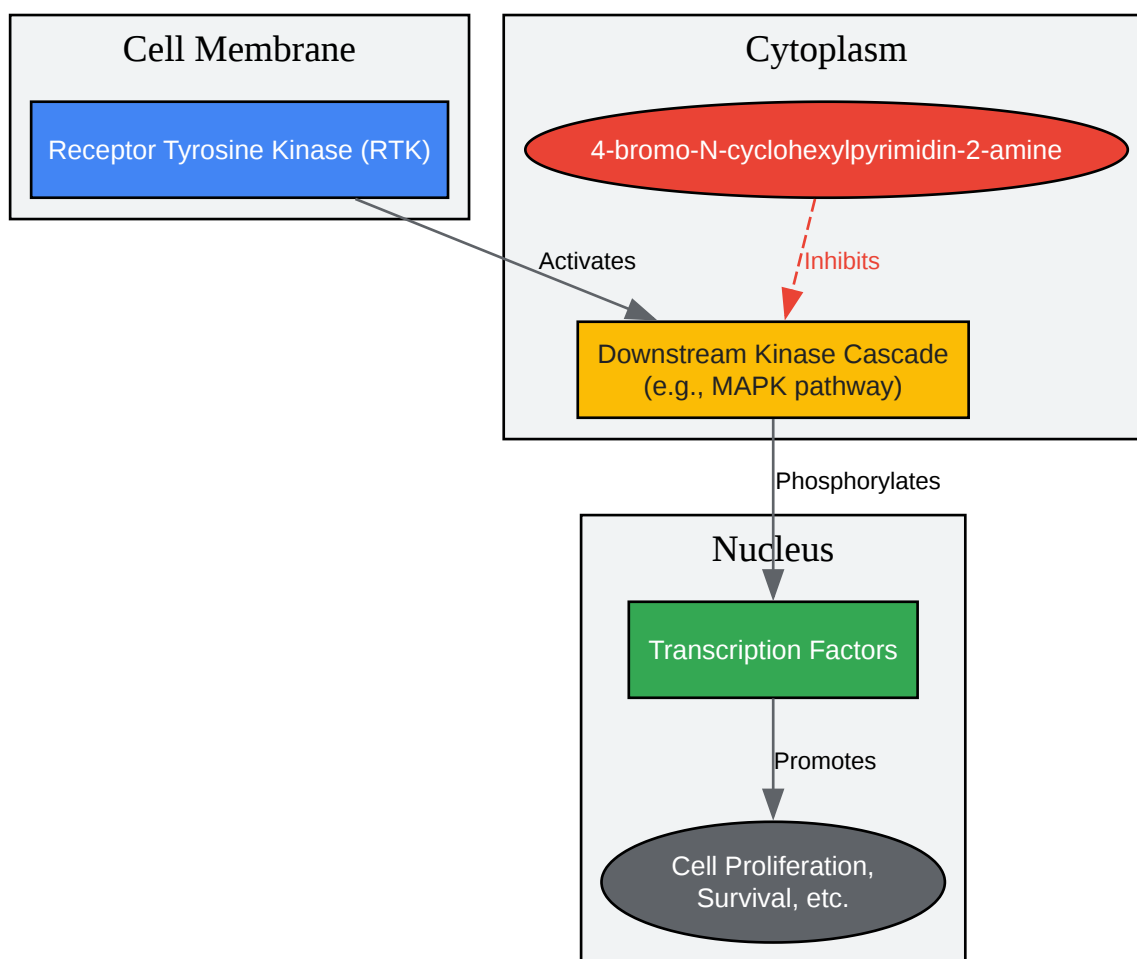 Cell Membrane
Receptor Tyrosine Kinase (RTK)
Cytoplasm
4-bromo-N-cyclohexylpyrimidin-2-amine
Activates
Inhibits
Downstream Kinase Cascade
(e.g., MAPK pathway)
Phosphorylates
Nucleus
Transcription Factors
Promotes
Cell Proliferation,
Survival, etc.